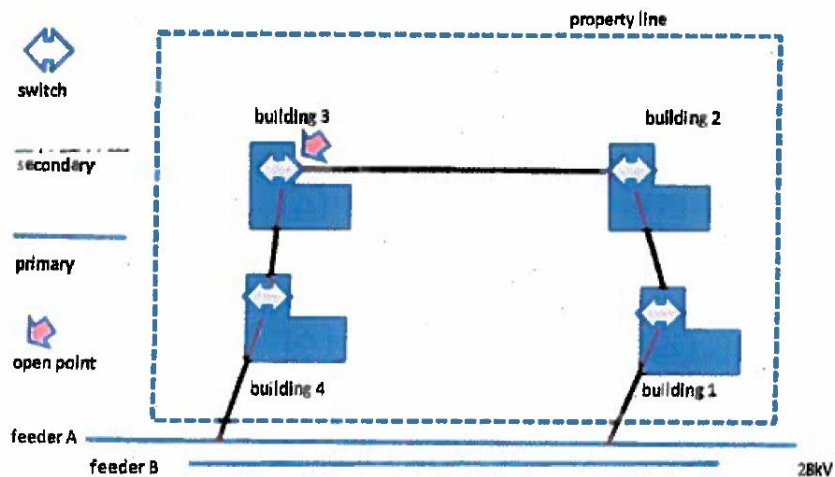 property line
switch
building 3
building 2
secondary
primary
open point
building 4
building 1
feeder A
feeder B
28kV